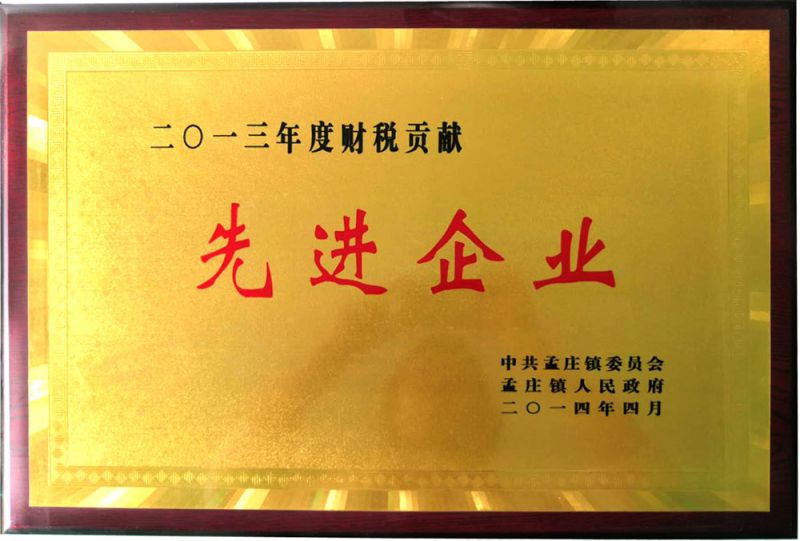 二〇一三年度财税贡献
先进企业
中共孟庄镇委员会
孟庄镇人民政府
二〇一四年四月